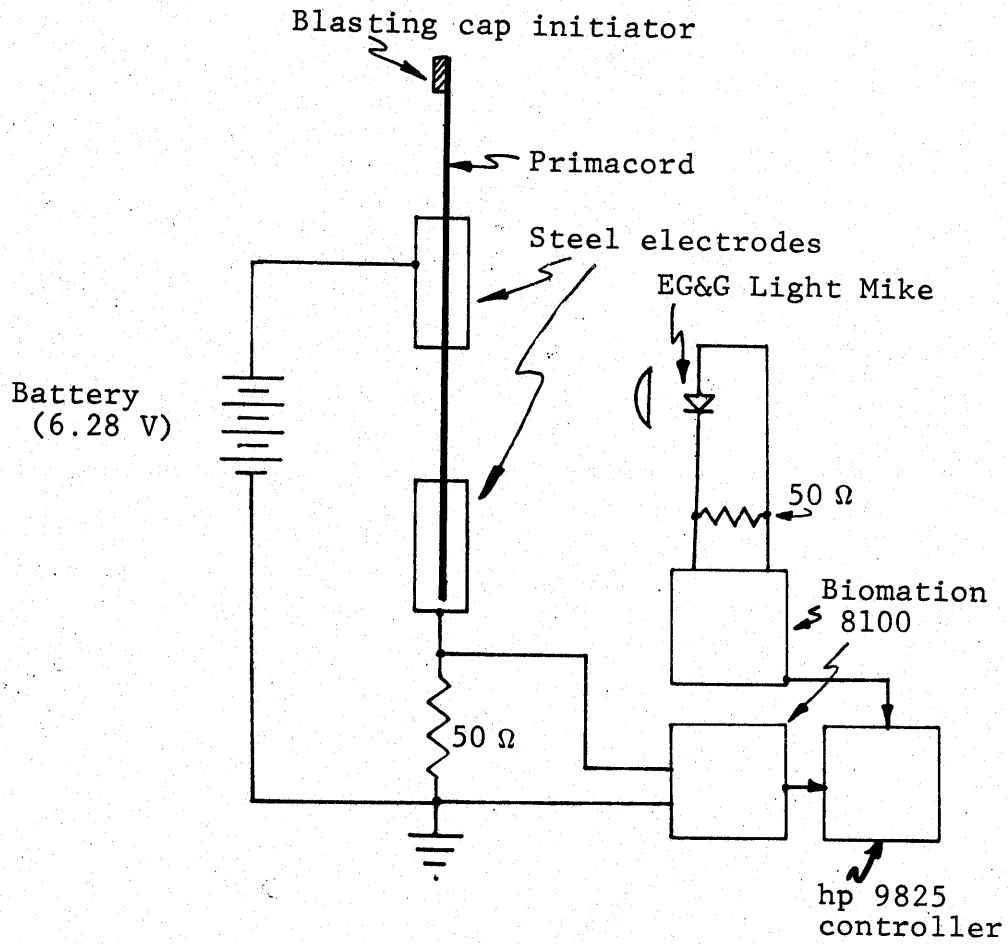 Blasting cap initiator
Primacord
Steel electrodes
EG&G Light Mike
Battery
(6.28 V)
50 Ω
Biomation
8100
50 Ω
hp 9825
controller